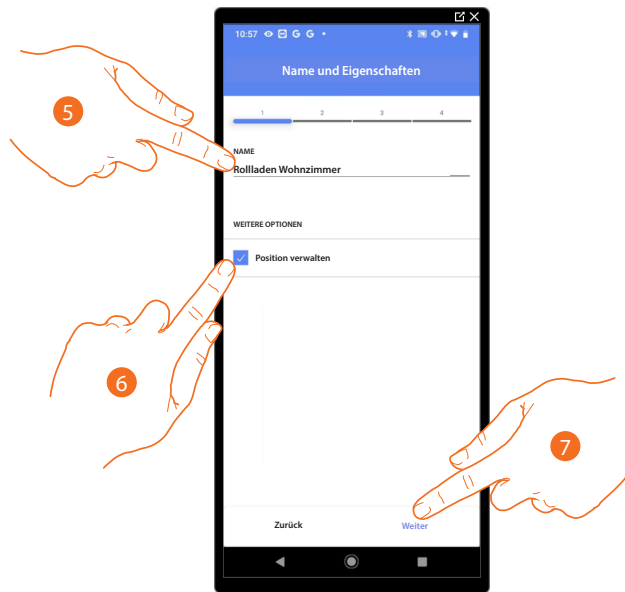 10:57 G G
Name und Eigenschaften
1 2 3 4
NAME
Rollladen Wohnzimmer
WEITERE OPTIONEN
Position verwalten
Zurück Weiter
5
6
7